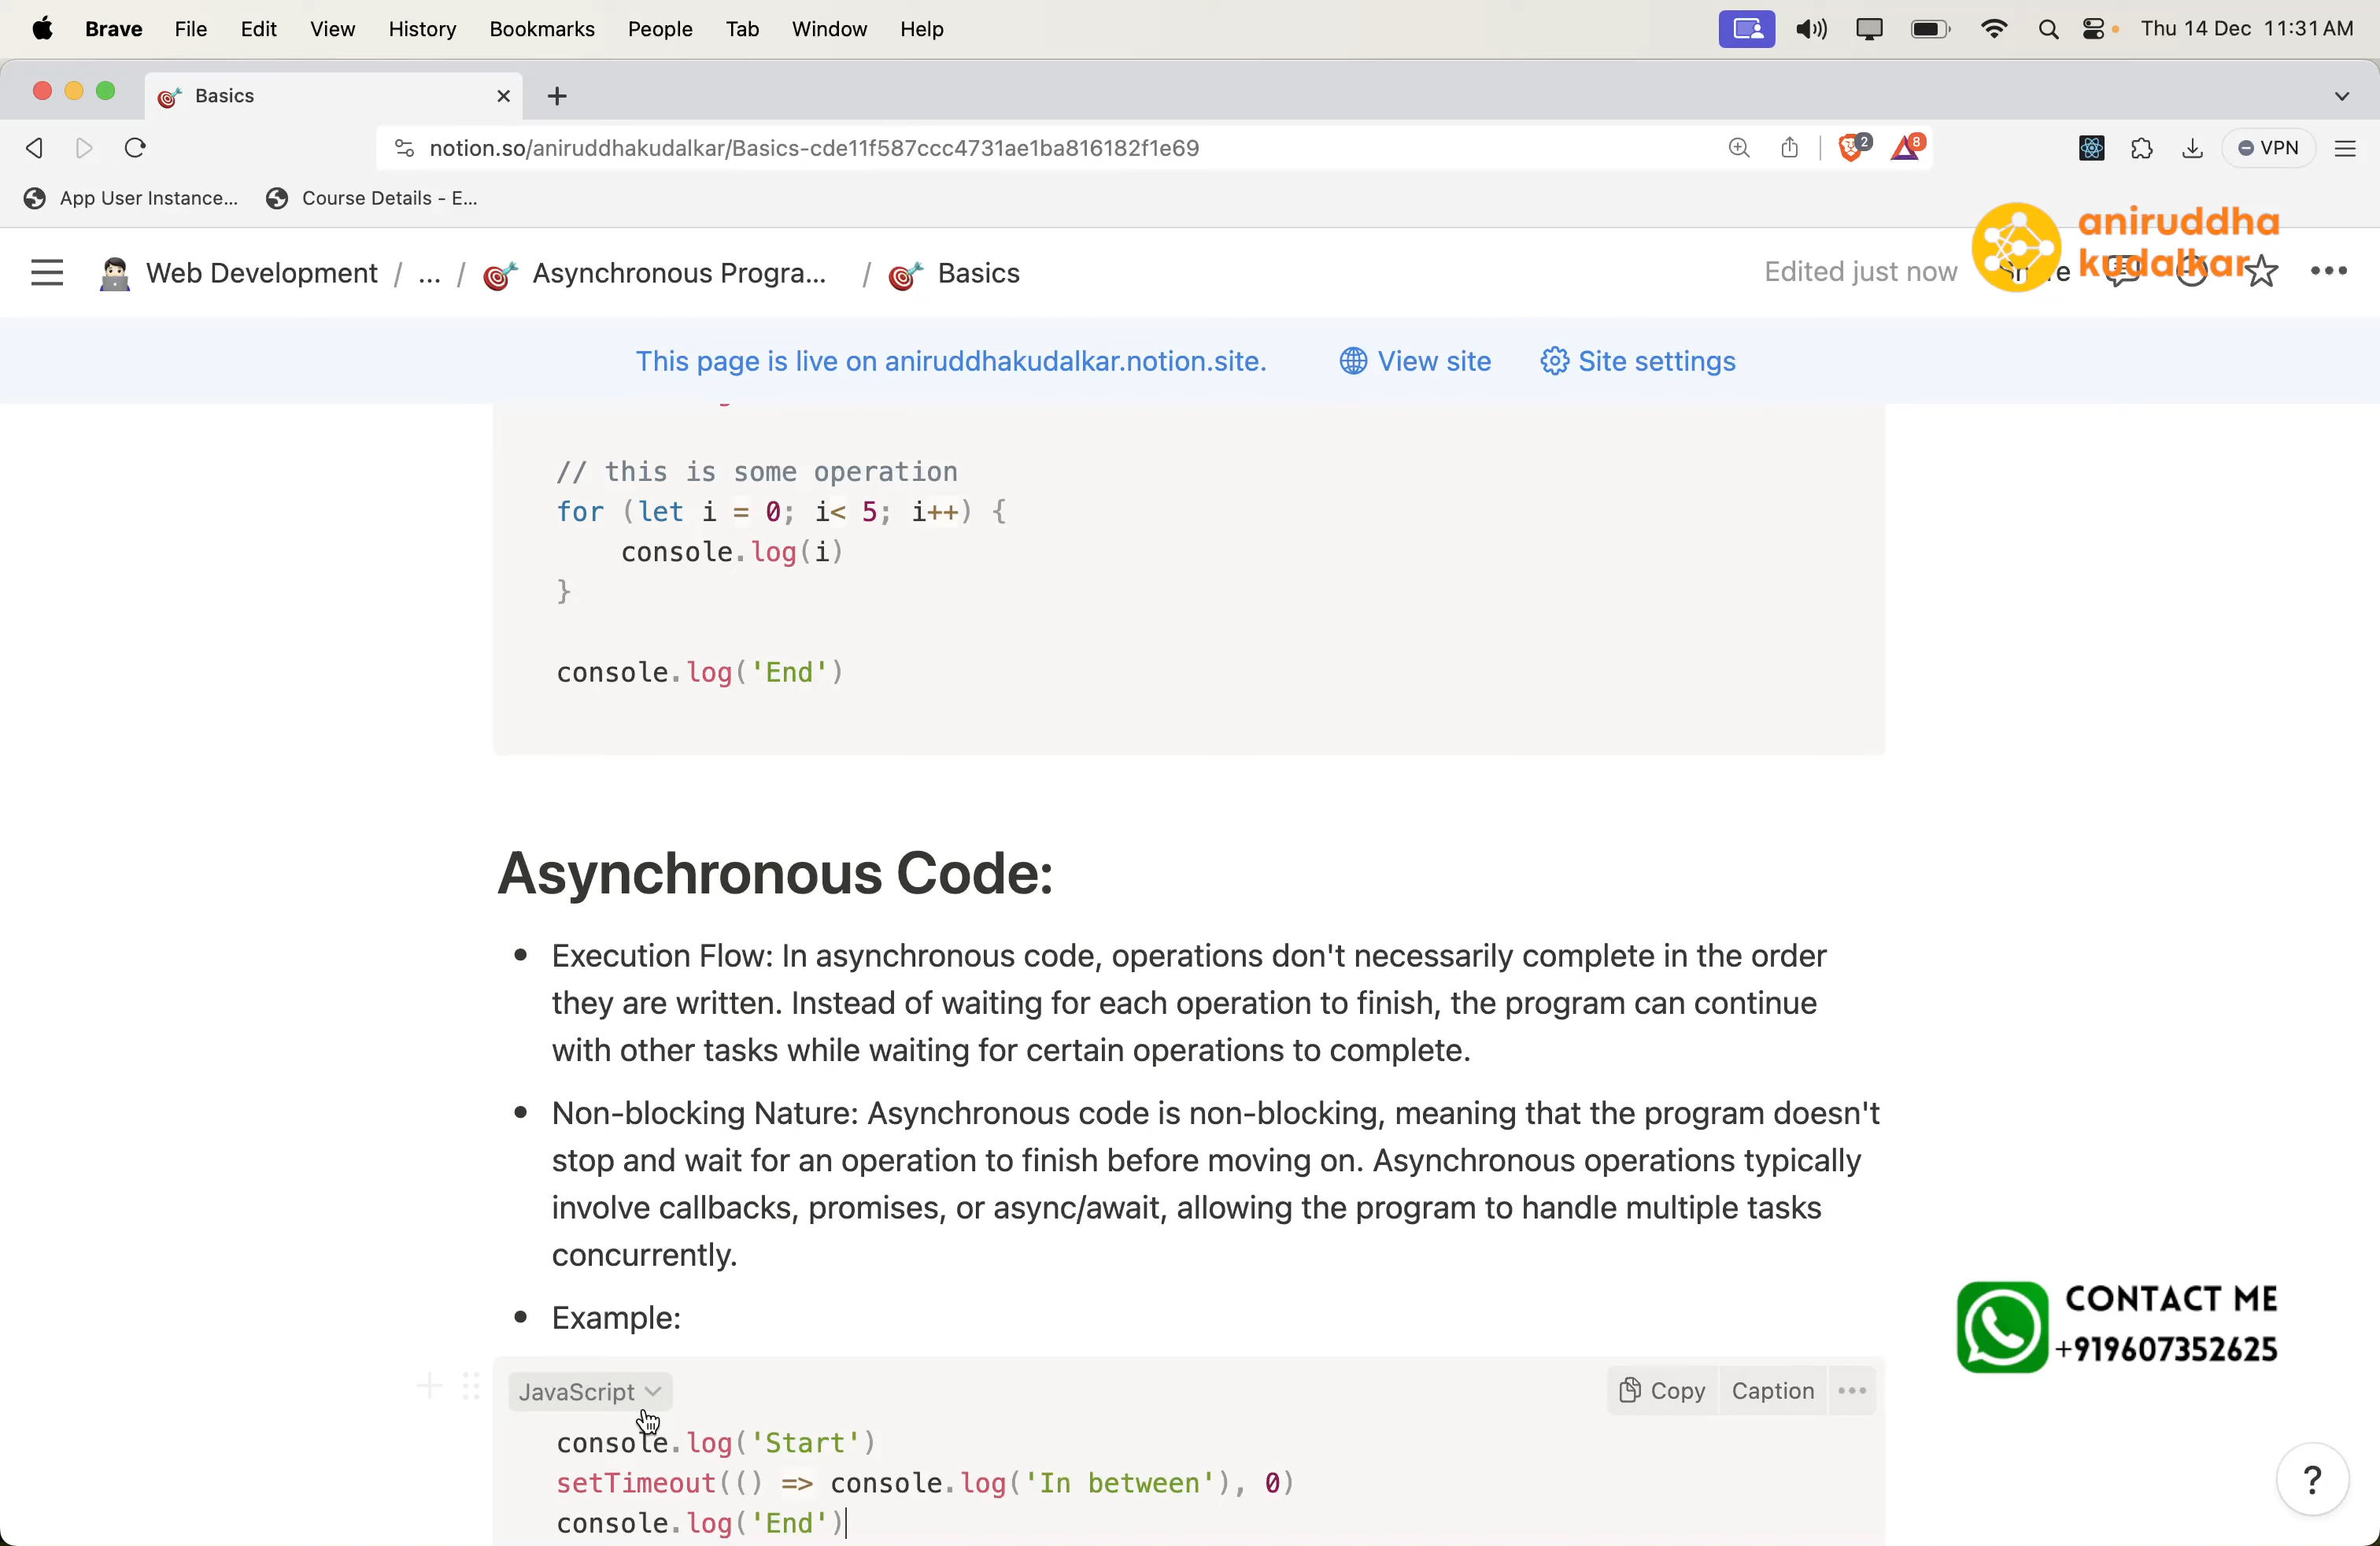 Brave File Edit View History Bookmarks People Tab Window Help Thu 14 Dec 11:31 AM
Basics
notion.so/aniruddhakudalkar/Basics-cde11f587ccc4731ae1ba816182f1e69 2 8 VPN
App User Instance... Course Details - E...
aniruddha
kudalkar
Web Development / ... / Asynchronous Progra... / Basics Edited just now
This page is live on aniruddhakudalkar.notion.site. View site Site settings
// this is some operation
for (let i = 0; i< 5; i++) {
console.log(i)
}
console.log('End')
Asynchronous Code:
• Execution Flow: In asynchronous code, operations don't necessarily complete in the order
they are written. Instead of waiting for each operation to finish, the program can continue
with other tasks while waiting for certain operations to complete.
• Non-blocking Nature: Asynchronous code is non-blocking, meaning that the program doesn't
stop and wait for an operation to finish before moving on. Asynchronous operations typically
involve callbacks, promises, or async/await, allowing the program to handle multiple tasks
concurrently.
• Example:
CONTACT ME
+919607352625
JavaScript Copy Caption
console.log('Start')
setTimeout(() => console.log('In between'), 0)
console.log('End')
?